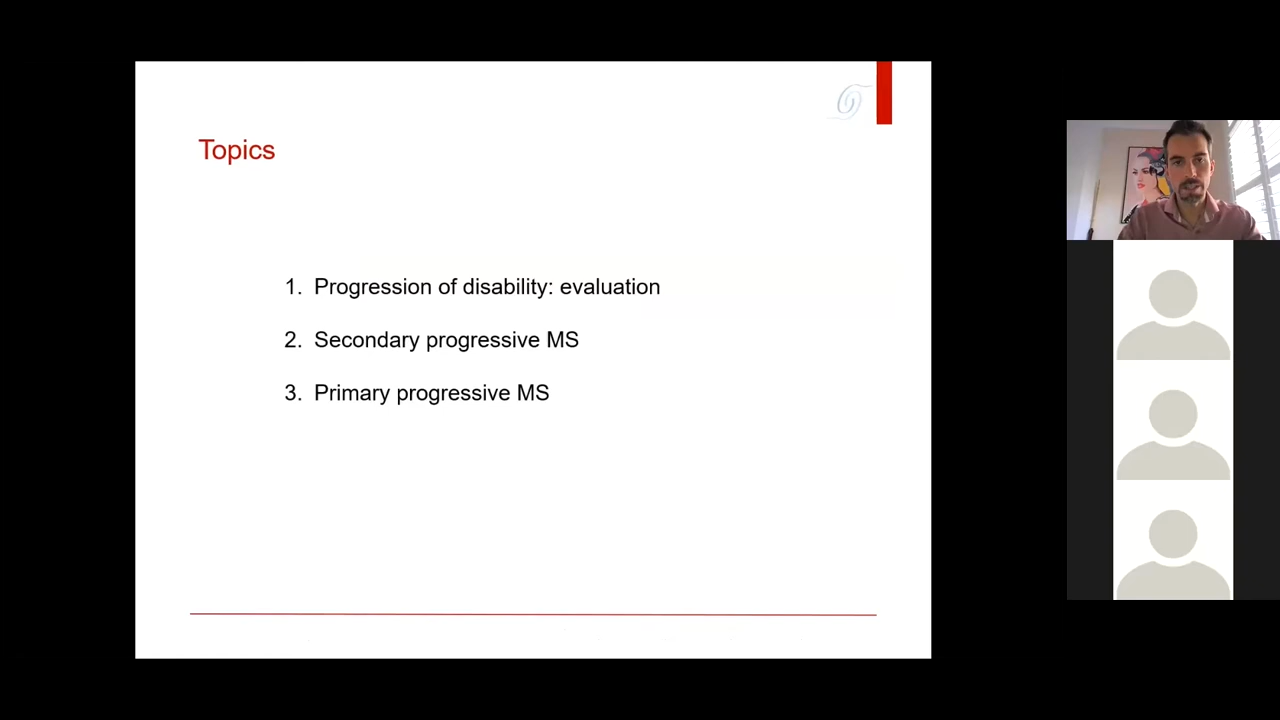 Topics
1. Progression of disability: evaluation
2. Secondary progressive MS
3. Primary progressive MS